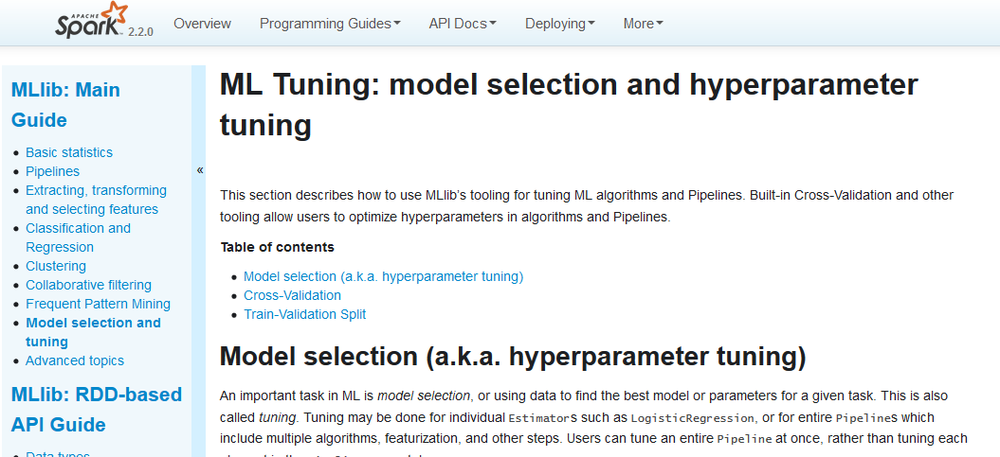 APACHE
Spark 2.2.0
Overview
Programming Guides
API Docs
Deploying
More
MLlib: Main
Guide
Basic statistics
Pipelines
Extracting, transforming
and selecting features
Classification and
Regression
Clustering
Collaborative filtering
Frequent Pattern Mining
Model selection and
tuning
Advanced topics
MLlib: RDD-based
API Guide
Data types
«
ML Tuning: model selection and hyperparameter
tuning
This section describes how to use MLlib’s tooling for tuning ML algorithms and Pipelines. Built-in Cross-Validation and other
tooling allow users to optimize hyperparameters in algorithms and Pipelines.
Table of contents
Model selection (a.k.a. hyperparameter tuning)
Cross-Validation
Train-Validation Split
Model selection (a.k.a. hyperparameter tuning)
An important task in ML is model selection, or using data to find the best model or parameters for a given task. This is also
called tuning. Tuning may be done for individual Estimators such as LogisticRegression, or for entire Pipelines which
include multiple algorithms, featurization, and other steps. Users can tune an entire Pipeline at once, rather than tuning each